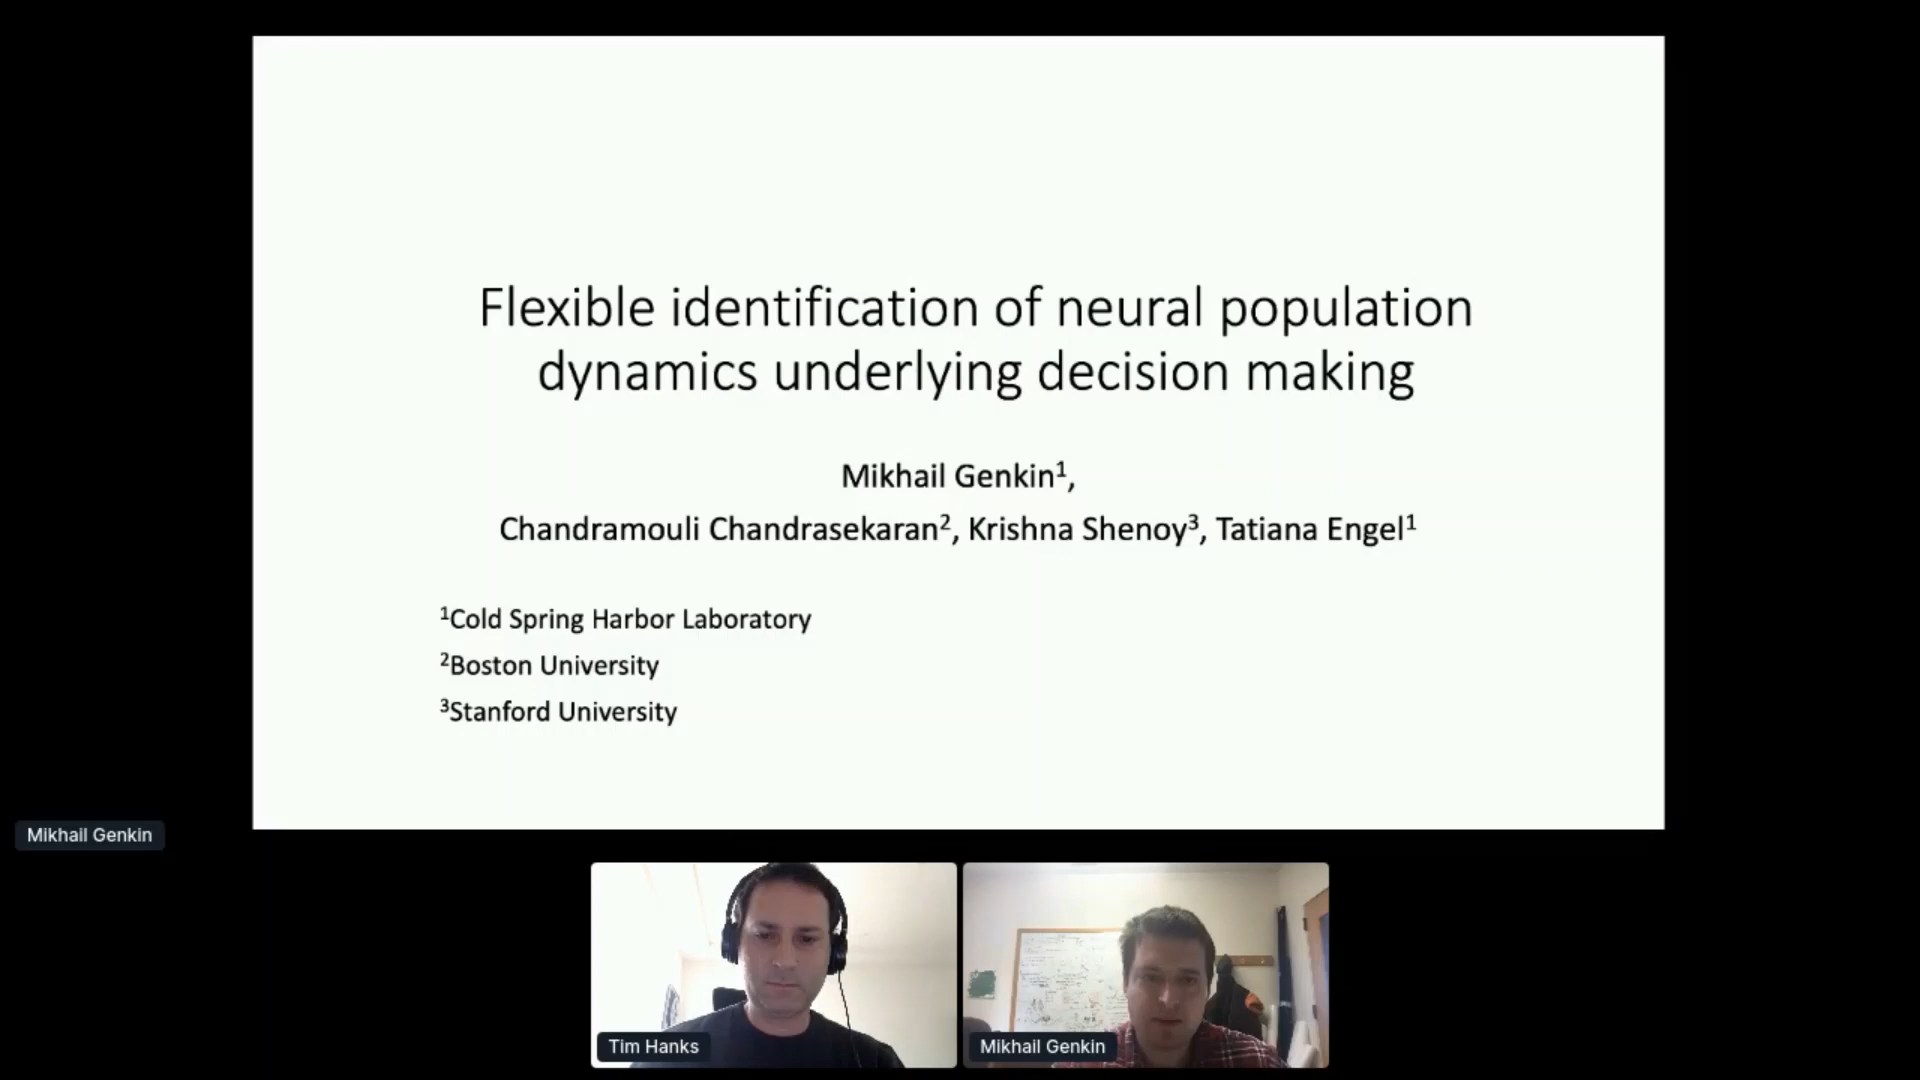 Flexible identification of neural population
dynamics underlying decision making
Mikhail Genkin¹,
Chandramouli Chandrasekaran², Krishna Shenoy³, Tatiana Engel¹
¹Cold Spring Harbor Laboratory
²Boston University
³Stanford University
Mikhail Genkin
Tim Hanks
Mikhail Genkin